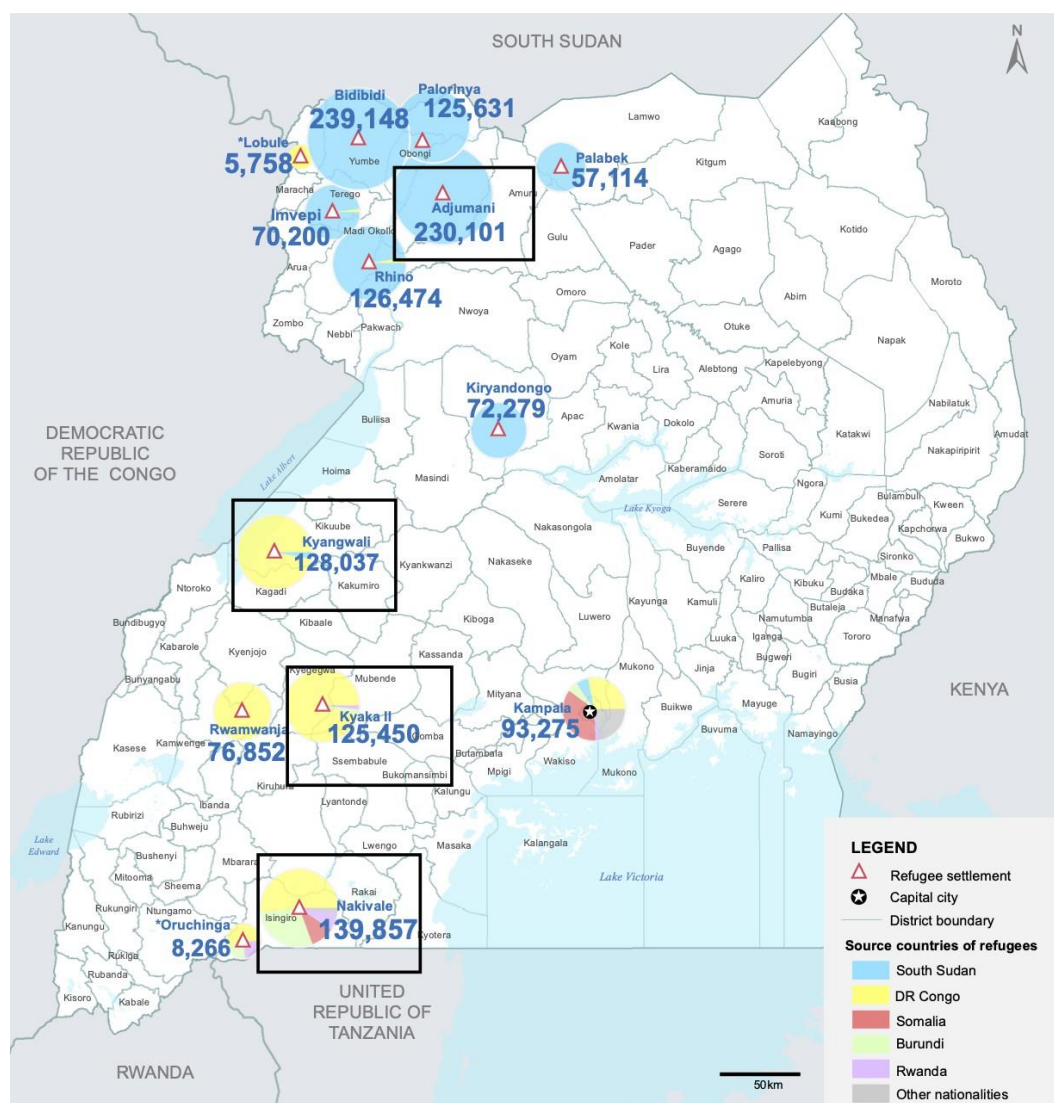 SOUTH SUDAN
N
Bidibidi
239,148
Palorinya
125,631
*Lobule
5,758
Yumbe
Obongi
Lamwo
Kaabong
Palabek
57,114
Kitgum
Maracha
Terego
Imvepi
70,200
Madi Okollo
Adjumani
230,101
Amuru
Gulu
Pader
Agago
Kotido
Moroto
Arua
Rhino
126,474
Omoro
Abim
Zombo
Nebbi
Pakwach
Nwoya
Otuke
Napak
Oyam
Kole
Lira
Alebtong
Kapelebyong
Kiryandongo
72,279
Amuria
Nabilatuk
Buliisa
Apac
Kwania
Dokolo
Katakwi
Amudat
DEMOCRATIC
REPUBLIC
OF THE CONGO
Lake Albert
Hoima
Masindi
Amolatar
Kaberamaido
Soroti
Nakapiripirit
Ngora
Lake Kyoga
Serere
Kumi
Bukedea
Bulambuli
Kween
Kapchorwa
Bukwo
Kikuube
Kyangwali
128,037
Nakasongola
Buyende
Pallisa
Sironko
Kagadi
Kakumiro
Kyankwanzi
Nakaseke
Kaliro
Kibuku
Mbale
Bududa
Budaka
Butaleja
Manafwa
Ntoroko
Kayunga
Kamuli
Namutumba
Bundibugyo
Kibaale
Kiboga
Luwero
Tororo
Kabarole
Kyenjojo
Kassanda
Luuka
Iganga
Bugweri
Bunyangabu
Kyegegwa
Mubende
Mukono
Jinja
Bugiri
Busia
KENYA
Rwamwanja
76,852
Kyaka II
125,450
Gomba
Mityana
Kampala
93,275
Buikwe
Mayuge
Buvuma
Namayingo
Kasese
Kamwenge
Ssembabule
Butambala
Wakiso
Mpigi
Mukono
Bukomansimbi
Kalungu
Kiruhura
Ibanda
Lyantonde
Rubirizi
Buhweju
Lwengo
Masaka
Kalangala
Lake
Edward
Bushenyi
Mbarara
Mitooma
Sheema
Lake Victoria
Rakai
Isingiro
Nakivale
139,857
Kyotera
Rukungiri
Ntungamo
*Oruchinga
8,266
Kanungu
Rukiga
Rubanda
Kisoro
Kabale
UNITED
REPUBLIC OF
TANZANIA
RWANDA
50km
LEGEND
Refugee settlement
Capital city
District boundary
Source countries of refugees
South Sudan
DR Congo
Somalia
Burundi
Rwanda
Other nationalities